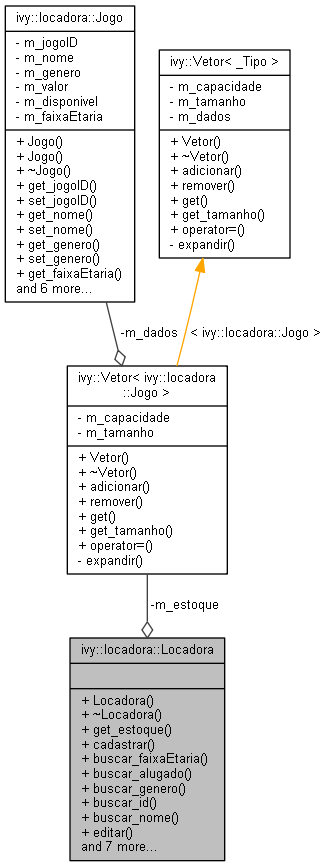 ivy::locadora::Jogo
- m_jogoID
- m_nome
- m_genero
- m_valor
- m_disponivel
- m_faixaEtaria
+ Jogo()
+ Jogo()
+ ~Jogo()
+ get_jogoID()
+ set_jogoID()
+ get_nome()
+ set_nome()
+ get_genero()
+ set_genero()
+ get_faixaEtaria()
and 6 more...
ivy::Vetor< _Tipo >
- m_capacidade
- m_tamanho
- m_dados
+ Vetor()
+ ~Vetor()
+ adicionar()
+ remover()
+ get()
+ get_tamanho()
+ operator=()
- expandir()
-m_dados
< ivy::locadora::Jogo >
ivy::Vetor< ivy::locadora
::Jogo >
- m_capacidade
- m_tamanho
+ Vetor()
+ ~Vetor()
+ adicionar()
+ remover()
+ get()
+ get_tamanho()
+ operator=()
- expandir()
-m_estoque
ivy::locadora::Locadora
+ Locadora()
+ ~Locadora()
+ get_estoque()
+ cadastrar()
+ buscar_faixaEtaria()
+ buscar_alugado()
+ buscar_genero()
+ buscar_id()
+ buscar_nome()
+ editar()
and 7 more...